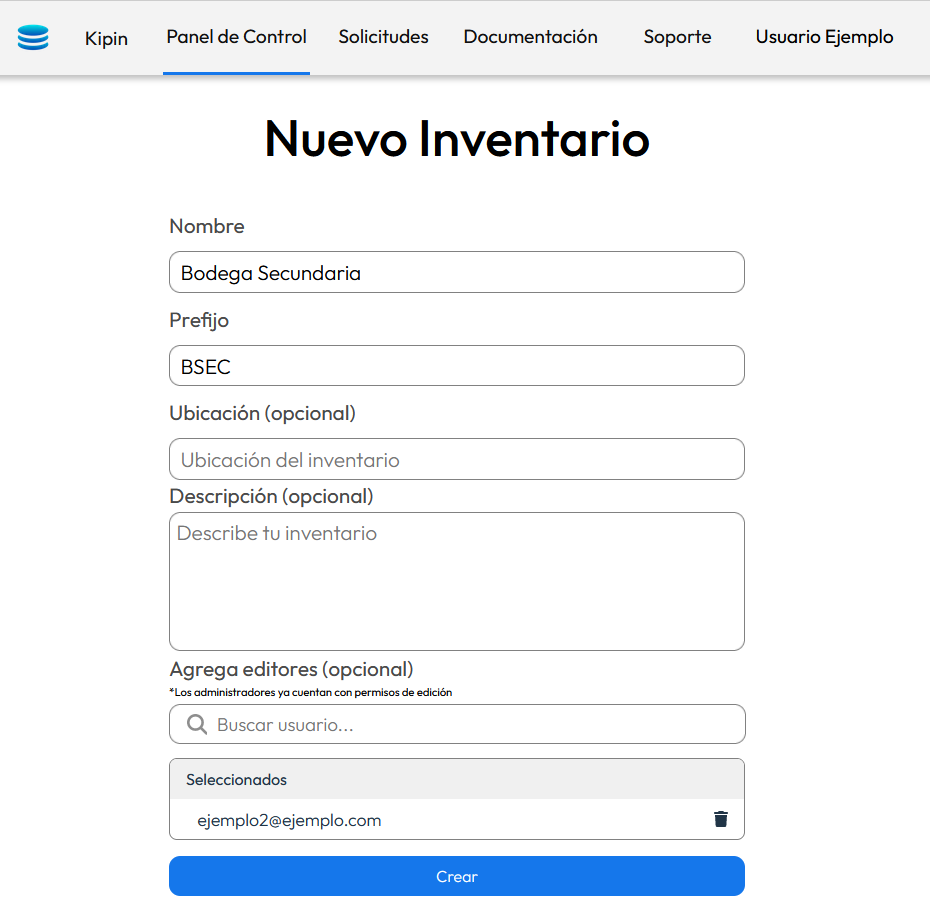 Kipin Panel de Control Solicitudes Documentación Soporte Usuario Ejemplo
Nuevo Inventario
Nombre
Bodega Secundaria
Prefijo
BSEC
Ubicación (opcional)
Ubicación del inventario
Descripción (opcional)
Describe tu inventario
Agrega editores (opcional)
*Los administradores ya cuentan con permisos de edición
Buscar usuario...
Seleccionados
ejemplo2@ejemplo.com
Crear